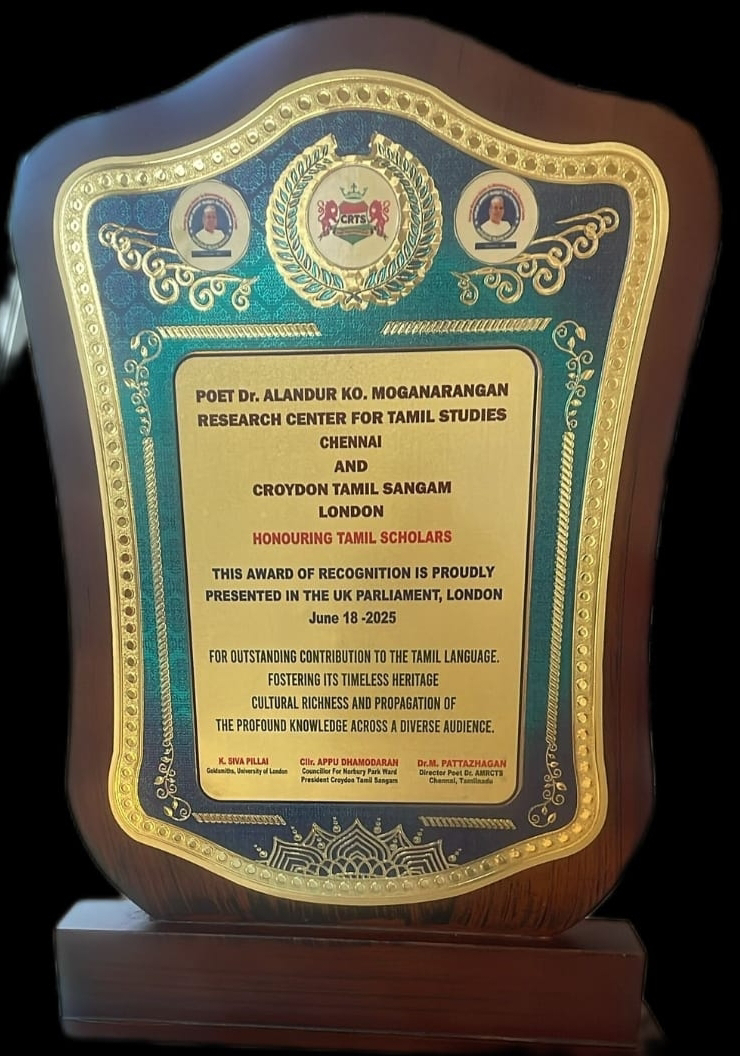 CRTS
POET Dr. ALANDUR KO. MOGANARANGAN
RESEARCH CENTER FOR TAMIL STUDIES
CHENNAI
AND
CROYDON TAMIL SANGAM
LONDON
HONOURING TAMIL SCHOLARS
THIS AWARD OF RECOGNITION IS PROUDLY
PRESENTED IN THE UK PARLIAMENT, LONDON
June 18 -2025
FOR OUTSTANDING CONTRIBUTION TO THE TAMIL LANGUAGE.
FOSTERING ITS TIMELESS HERITAGE
CULTURAL RICHNESS AND PROPAGATION OF
THE PROFOUND KNOWLEDGE ACROSS A DIVERSE AUDIENCE.
K. SIVA PILLAI
Goldsmiths, University of London
Cllr. APPU DHAMODARAN
Councillor For Norbury Park Ward
President Croydon Tamil Sangam
Dr.M. PATTAZHAGAN
Director Poet Dr. AMRCTS
Chennai, Tamilnadu